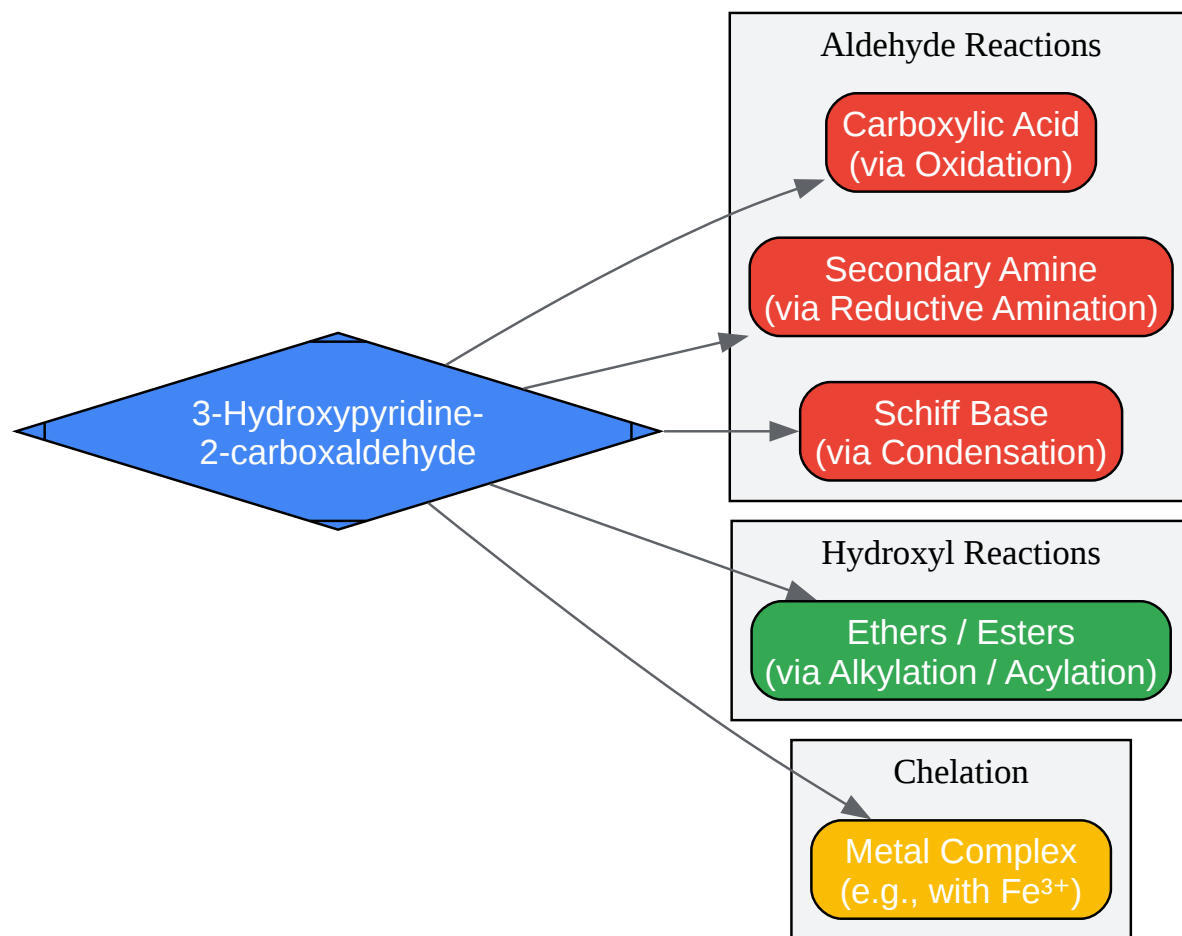 Aldehyde Reactions
Carboxylic Acid
(via Oxidation)
Secondary Amine
(via Reductive Amination)
3-Hydroxypyridine-
2-carboxaldehyde
Schiff Base
(via Condensation)
Hydroxyl Reactions
Ethers / Esters
(via Alkylation / Acylation)
Chelation
Metal Complex
(e.g., with Fe³⁺)